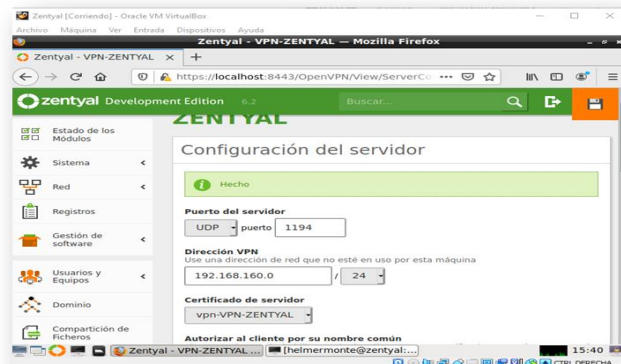 Zentyal [Corriendo] - Oracle VM VirtualBox
Archivo Máquina Ver Entrada Dispositivos Ayuda
Zentyal - VPN-ZENTYAL — Mozilla Firefox
Zentyal - VPN-ZENTYAL
https://localhost:8443/OpenVPN/View/ServerCo
zentyal Development Edition 6.2 Buscar...
ZENTYAL
Estado de los
Módulos
Sistema
Red
Registros
Gestión de
software
Usuarios y
Equipos
Dominio
Compartición de
Ficheros
Configuración del servidor
Hecho
Puerto del servidor
UDP puerto 1194
Dirección VPN
Use una dirección de red que no esté en uso por esta máquina
192.168.160.0 / 24
Certificado de servidor
vpn-VPN-ZENTYAL
Autorizar al cliente por su nombre común
Zentyal - VPN-ZENTYAL ... [helmermonte@zentyal:... 15:40
CTRL DERECHA